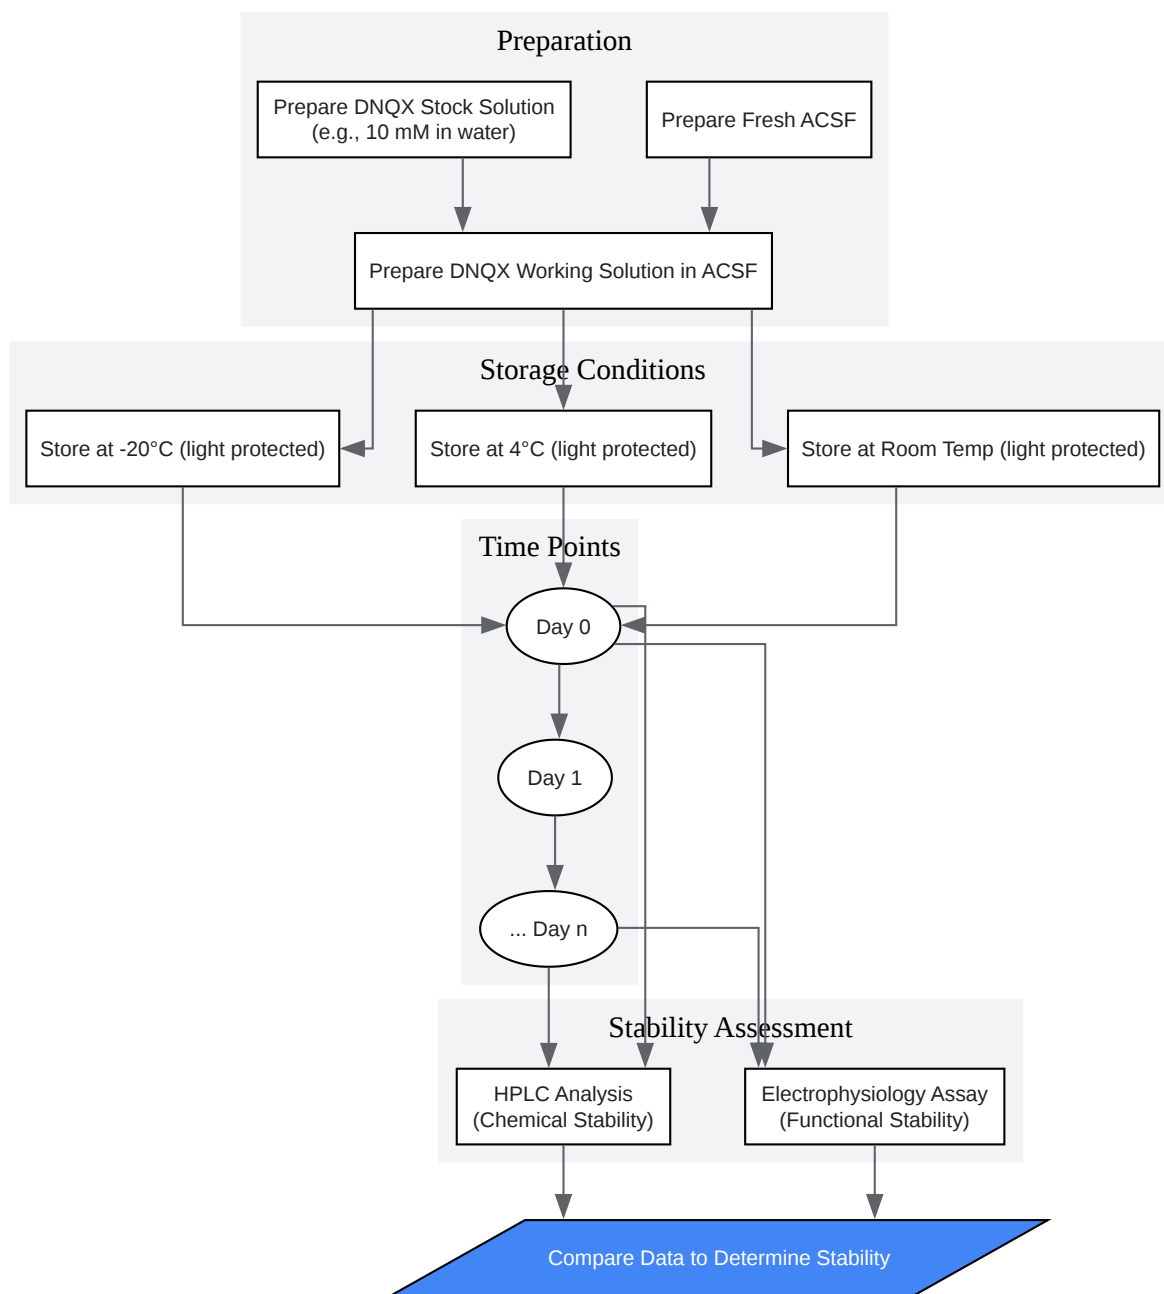 Preparation
Prepare DNQX Stock Solution
(e.g., 10 mM in water)
Prepare Fresh ACSF
Prepare DNQX Working Solution in ACSF
Storage Conditions
Store at -20°C (light protected)
Store at 4°C (light protected)
Store at Room Temp (light protected)
Time Points
Day 0
Day 1
... Day n
Stability Assessment
HPLC Analysis
(Chemical Stability)
Electrophysiology Assay
(Functional Stability)
Compare Data to Determine Stability